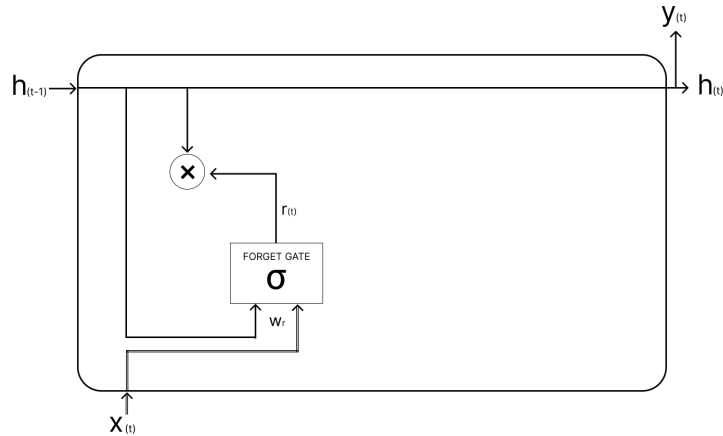 y(t)
h(t-1)
h(t)
×
r(t)
FORGET GATE
σ
wr
x(t)